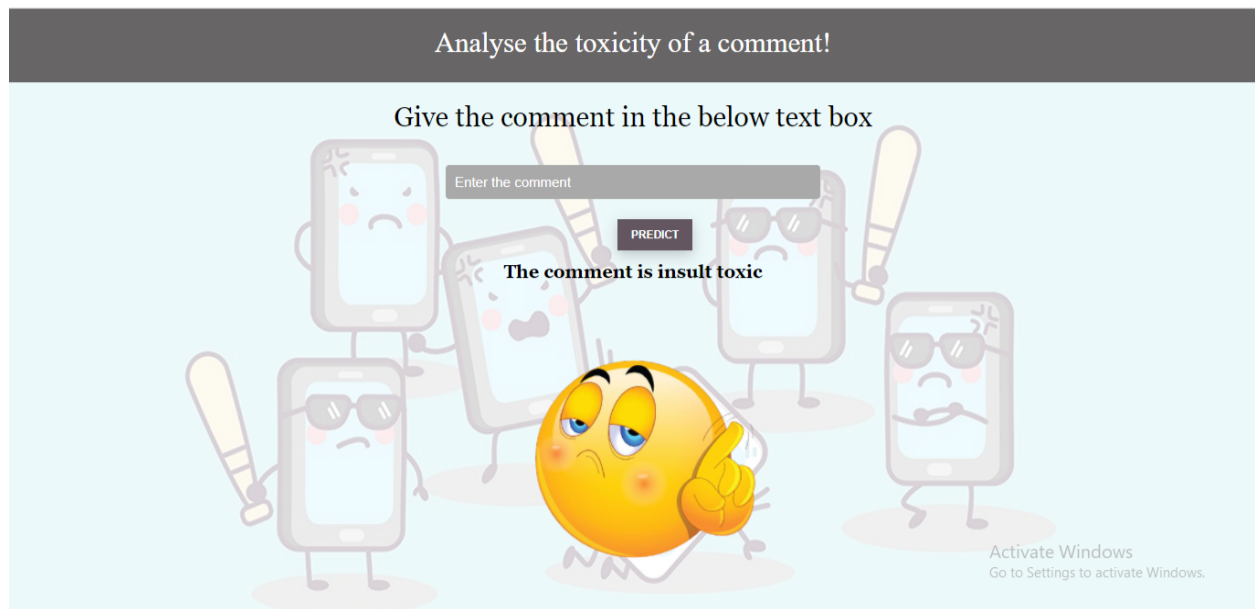 Analyse the toxicity of a comment!
Give the comment in the below text box
Enter the comment
PREDICT
The comment is insult toxic
Activate Windows
Go to Settings to activate Windows.